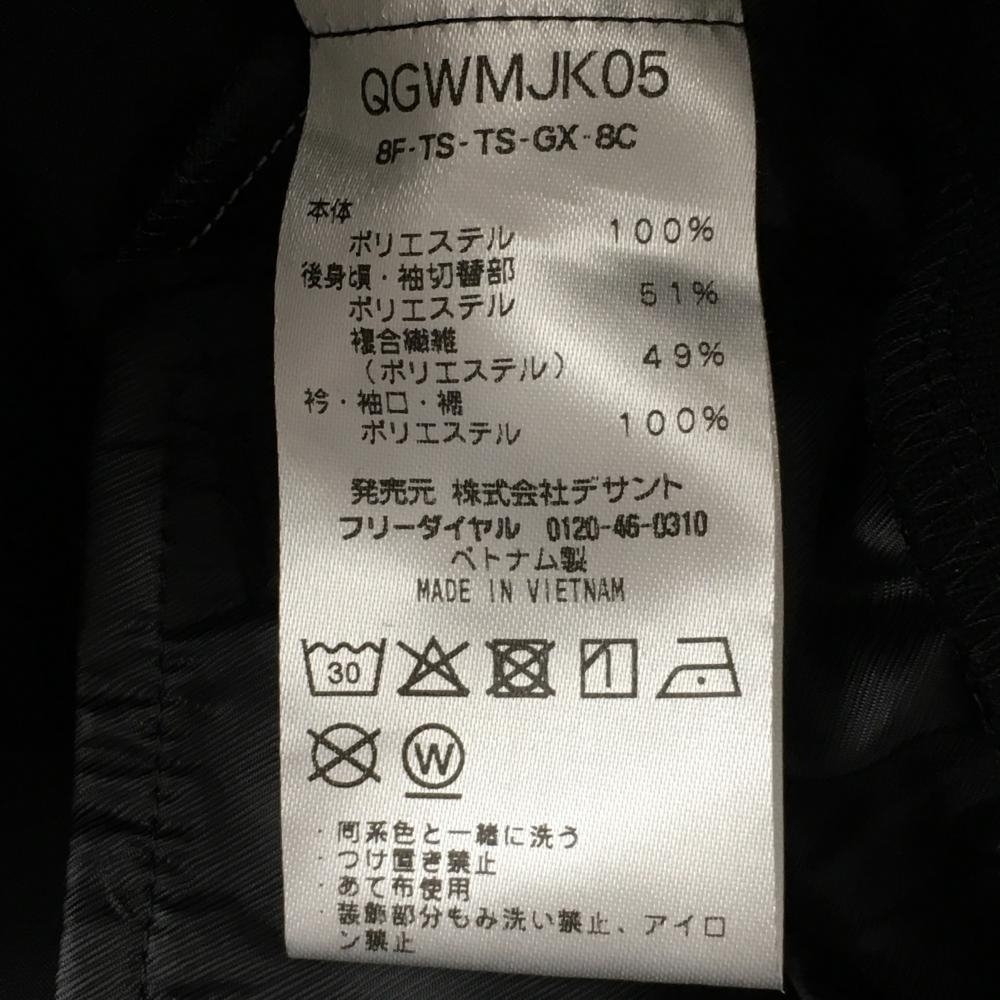 QGWMJK05
8F-TS-TS-GX-8C
本体
ポリエステル 100%
後身頃・袖切替部
ポリエステル 51%
複合繊維
(ポリエステル) 49%
衿・袖口・裾
ポリエステル 100%
発売元 株式会社デサント
フリーダイヤル 0120-46-0310
ベトナム製
MADE IN VIETNAM
30
W
・同系色と一緒に洗う
・つけ置き禁止
・あて布使用
・装飾部分もみ洗い禁止、アイロ
ン禁止